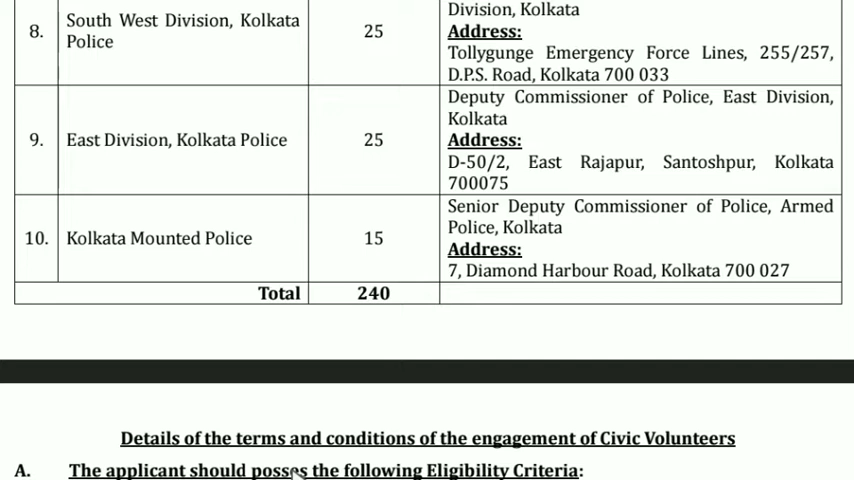 8.
South West Division, Kolkata
Police
25
Division, Kolkata
Address:
Tollygunge Emergency Force Lines, 255/257,
D.P.S. Road, Kolkata 700 033
9.
East Division, Kolkata Police
25
Deputy Commissioner of Police, East Division,
Kolkata
Address:
D-50/2, East Rajapur, Santoshpur, Kolkata
700075
10.
Kolkata Mounted Police
15
Senior Deputy Commissioner of Police, Armed
Police, Kolkata
Address:
7, Diamond Harbour Road, Kolkata 700 027
Total 240
Details of the terms and conditions of the engagement of Civic Volunteers
A. The applicant should posses the following Eligibility Criteria: